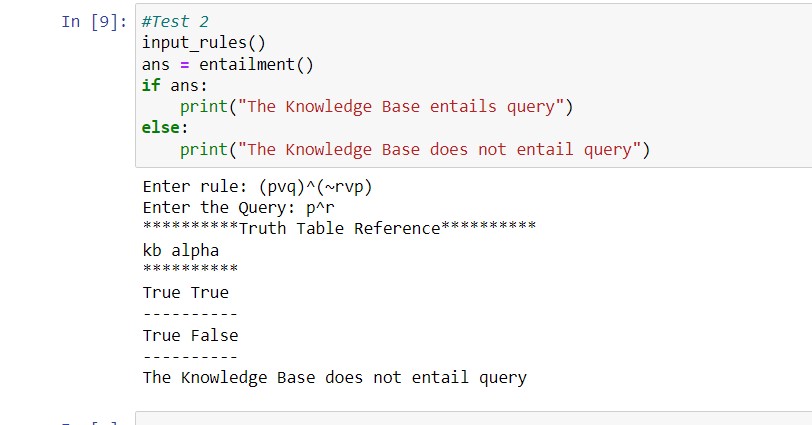 In [9]: #Test 2
input_rules()
ans = entailment()
if ans:
    print("The Knowledge Base entails query")
else:
    print("The Knowledge Base does not entail query")
Enter rule: (pvq)^(~rvp)
Enter the Query: p^r
**********Truth Table Reference**********
kb alpha
**********
True True
----------
True False
----------
The Knowledge Base does not entail query